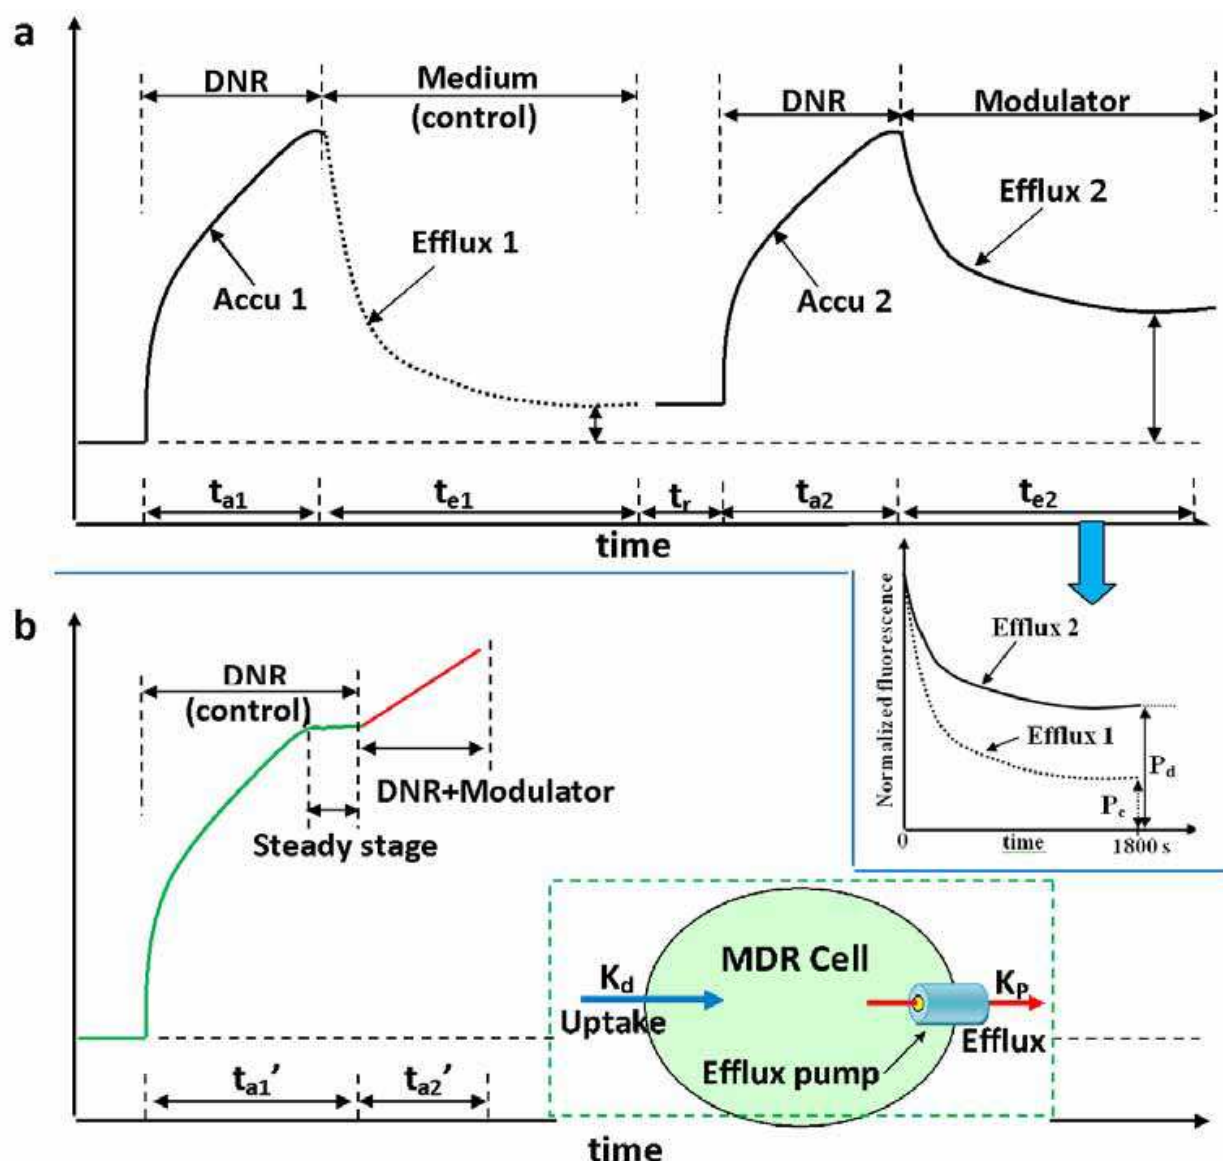 a
DNR
Medium
(control)
DNR
Modulator
Efflux 1
Accu 1
Efflux 2
Accu 2
ta1
te1
tr
ta2
te2
time
Normalized fluorescence
Efflux 2
Efflux 1
Pd
Pc
0
time
1800 s
b
DNR
(control)
DNR+Modulator
Steady stage
MDR Cell
Kd
Uptake
KP
Efflux
Efflux pump
ta1’
ta2’
time